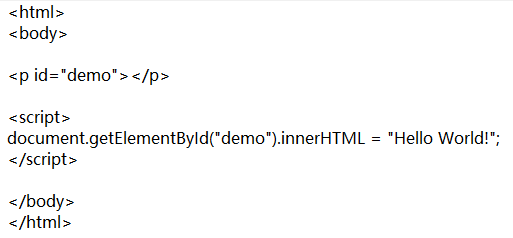 <html>
<body>
<p id="demo"></p>
<script>
document.getElementById("demo").innerHTML = "Hello World!";
</script>
</body>
</html>